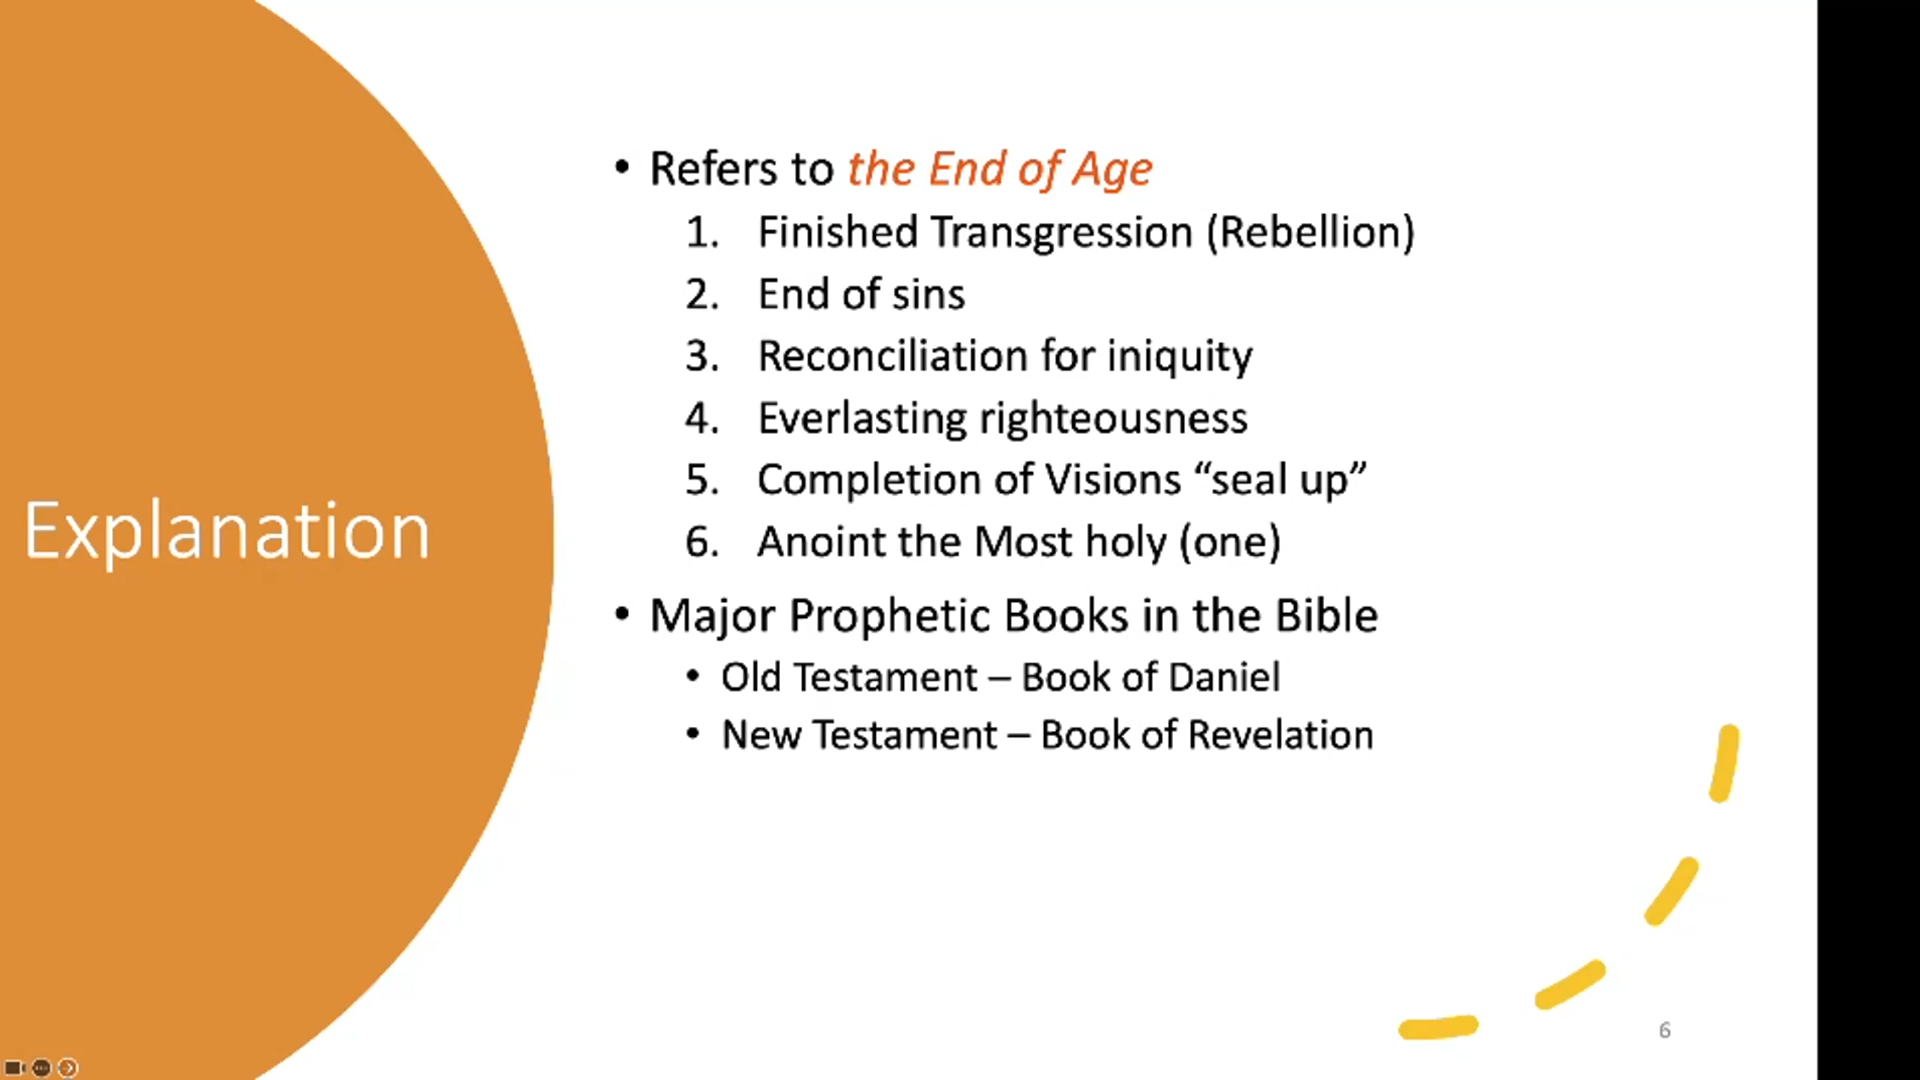 Explanation
• Refers to the End of Age
1. Finished Transgression (Rebellion)
2. End of sins
3. Reconciliation for iniquity
4. Everlasting righteousness
5. Completion of Visions “seal up”
6. Anoint the Most holy (one)
• Major Prophetic Books in the Bible
• Old Testament – Book of Daniel
• New Testament – Book of Revelation
6